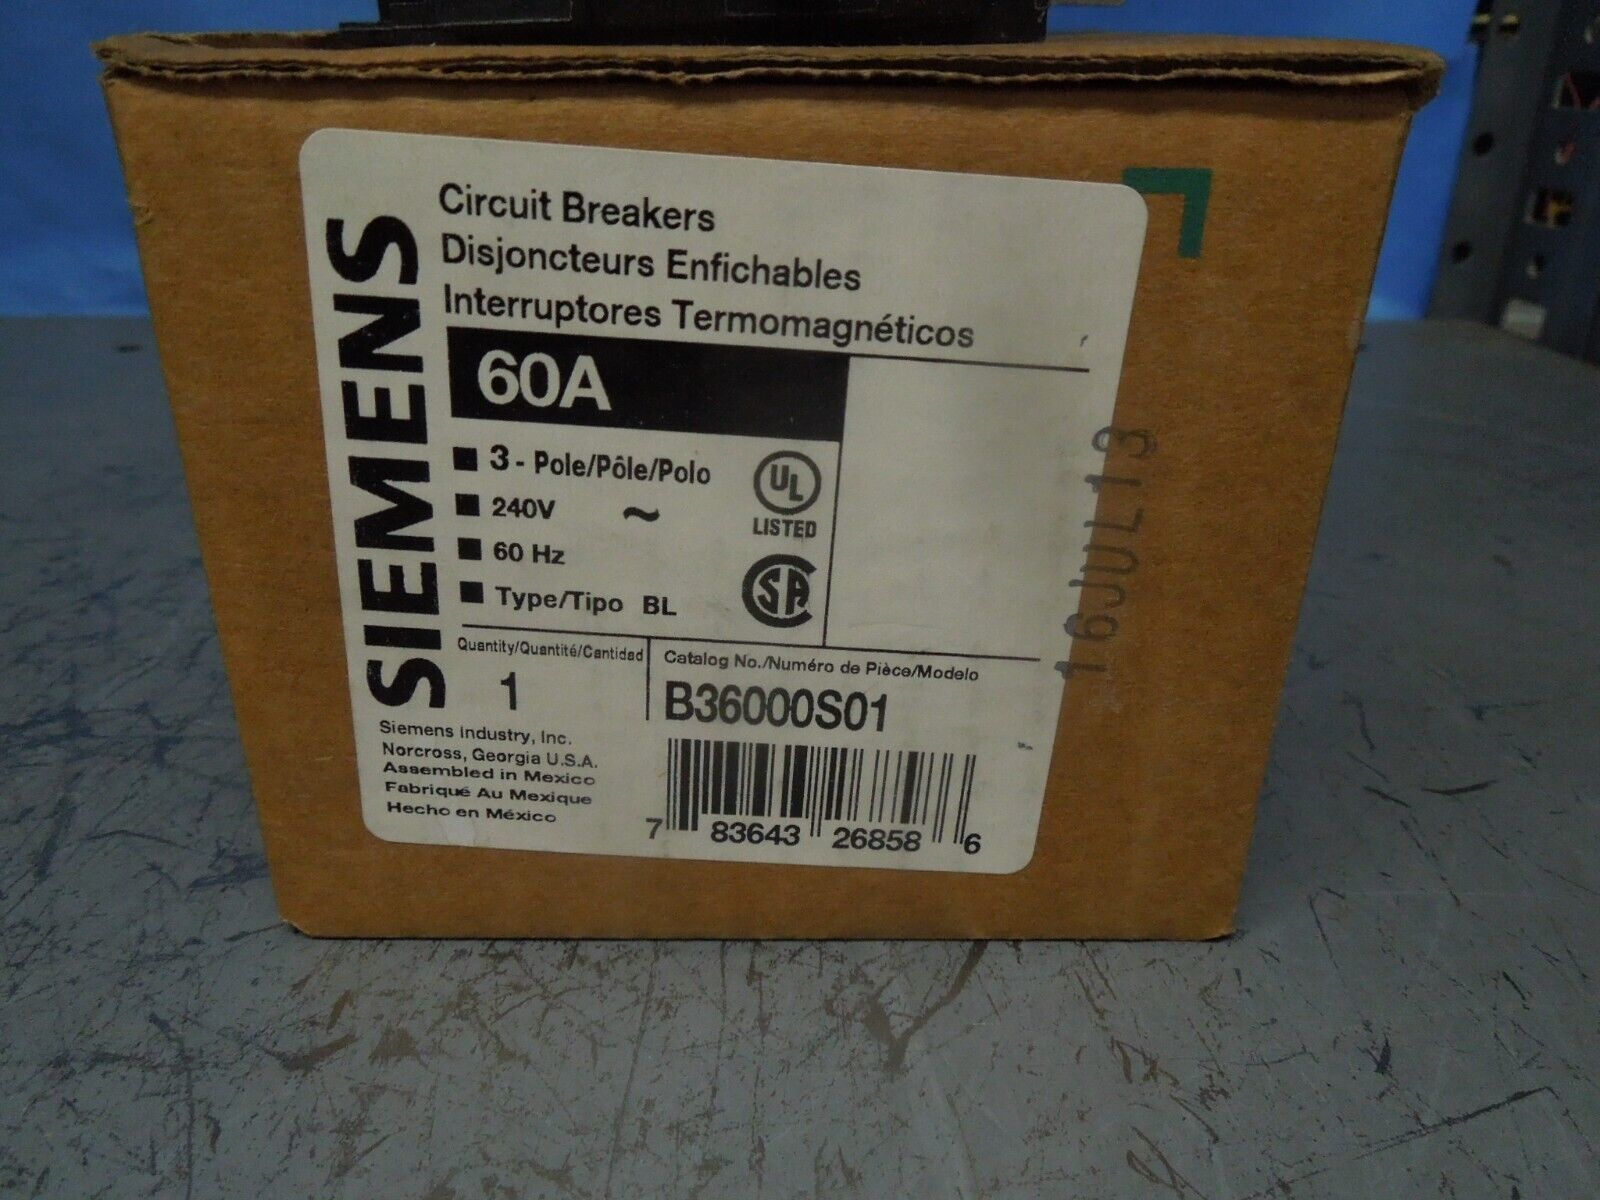 SIEMENS
Circuit Breakers
Disjoncteurs Enfichables
Interruptores Termomagnéticos
60A
3 - Pole/Pôle/Polo
240V ~
60 Hz
Type/Tipo BL
UL
LISTED
SA
Quantity/Quantité/Cantidad
1
Catalog No./Numéro de Pièce/Modelo
B36000S01
Siemens Industry, Inc.
Norcross, Georgia U.S.A.
Assembled in Mexico
Fabriqué Au Mexique
Hecho en México
7 83643 26858 6
16JUL13